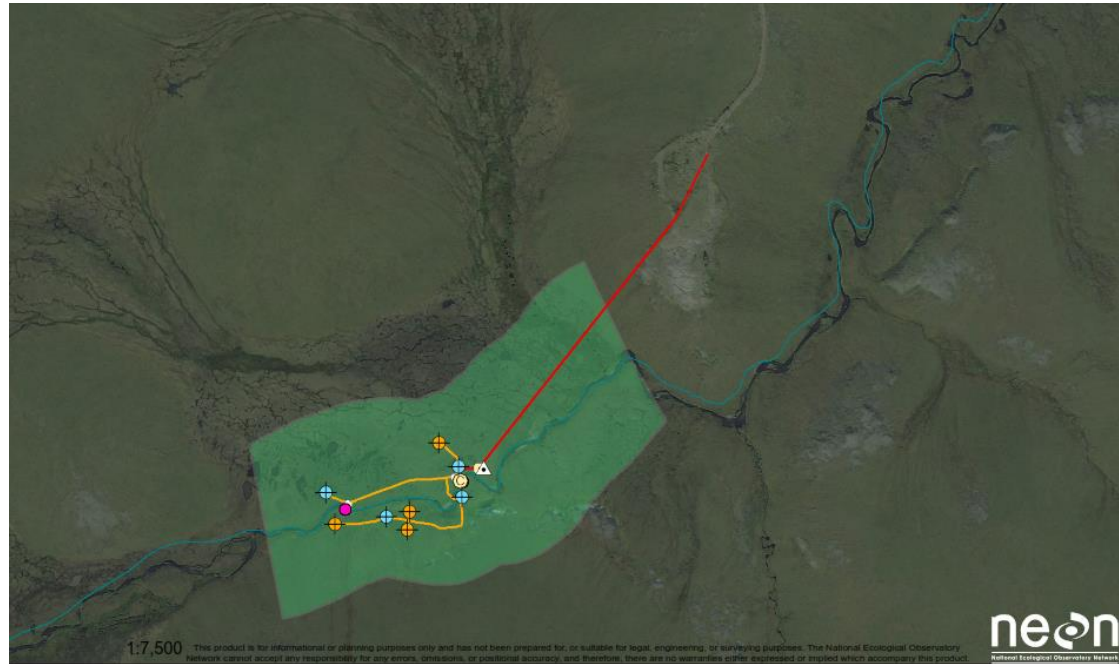 C
1:7,500
This product is for informational or planning purposes only and has not been prepared for, or suitable for legal, engineering, or surveying purposes. The National Ecological Observatory
Network cannot accept any responsibility for any errors, omissions, or positional accuracy, and therefore, there are no warranties either expressed or implied which accompany this product.
neon
National Ecological Observatory Network